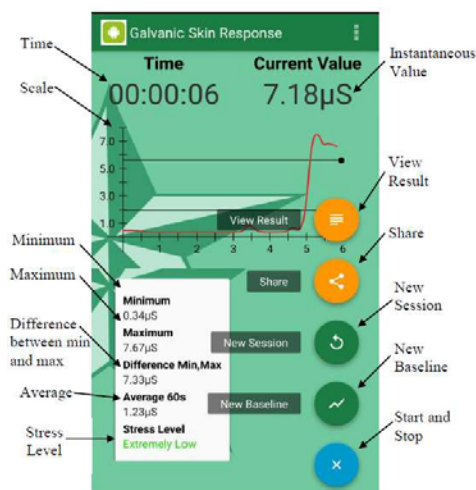 Galvanic Skin Response
Time
Time
Current Value
Instantaneous
Value
00:00:06
7.18µS
Scale
7.0
5.0
3.0
1.0
View
Result
View Result
1
2
3
4
5
6
Share
Minimum
Share
Maximum
Minimum
0.34µS
New
Session
Maximum
7.67µS
New Session
Difference
between min
and max
Difference Min,Max
7.33µS
New
Baseline
Average
Average 60s
1.23µS
New Baseline
Stress
Level
Stress Level
Extremely Low
Start and
Stop